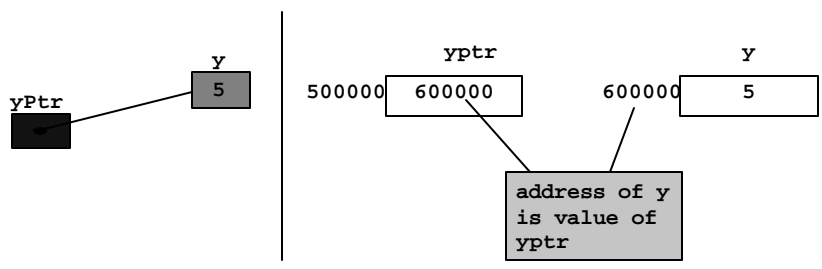 y
5
yPtr
yptr y
500000 600000 600000 5
address of y
is value of
yptr